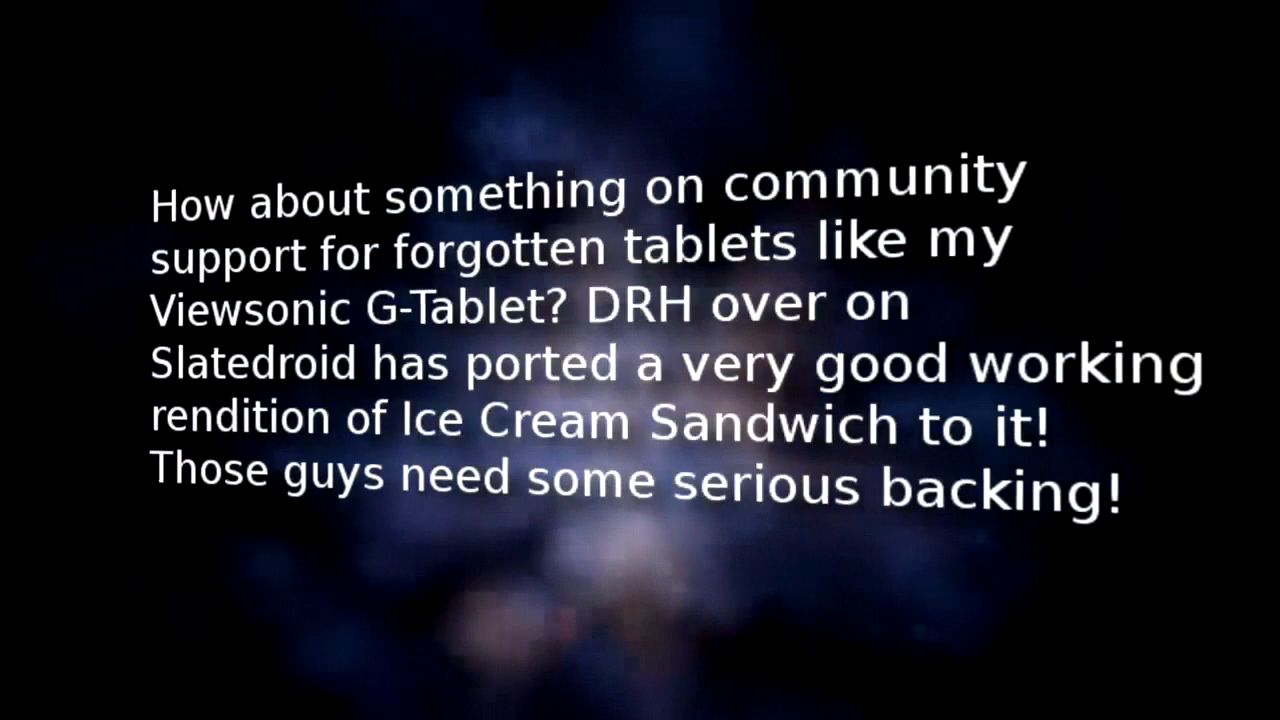 How about something on community
support for forgotten tablets like my
Viewsonic G-Tablet? DRH over on
Slatedroid has ported a very good working
rendition of Ice Cream Sandwich to it!
Those guys need some serious backing!